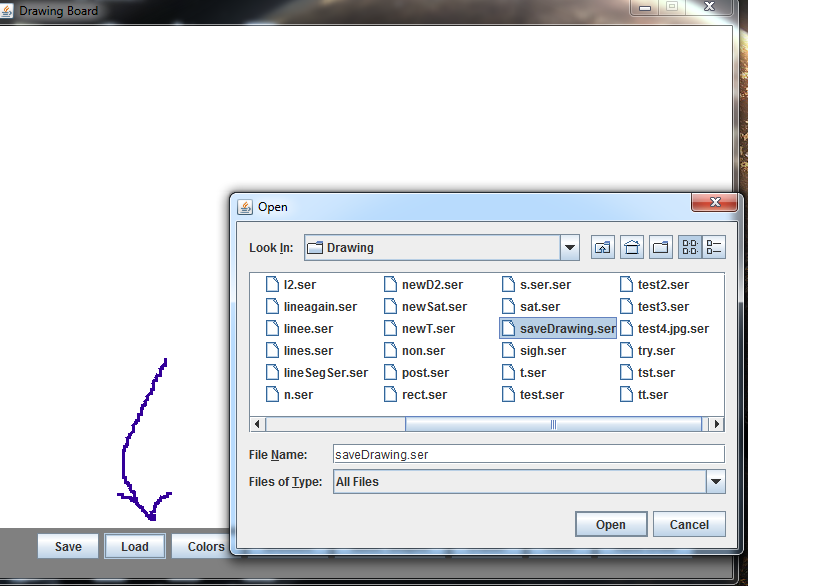 Drawing Board
Open
Look In: Drawing
l2.ser newD2.ser s.ser.ser test2.ser
lineagain.ser newSat.ser sat.ser test3.ser
linee.ser newT.ser saveDrawing.ser test4.jpg.ser
lines.ser non.ser sigh.ser try.ser
lineSegSer.ser post.ser t.ser tst.ser
n.ser rect.ser test.ser tt.ser
File Name: saveDrawing.ser
Files of Type: All Files
Open Cancel
Save Load Colors